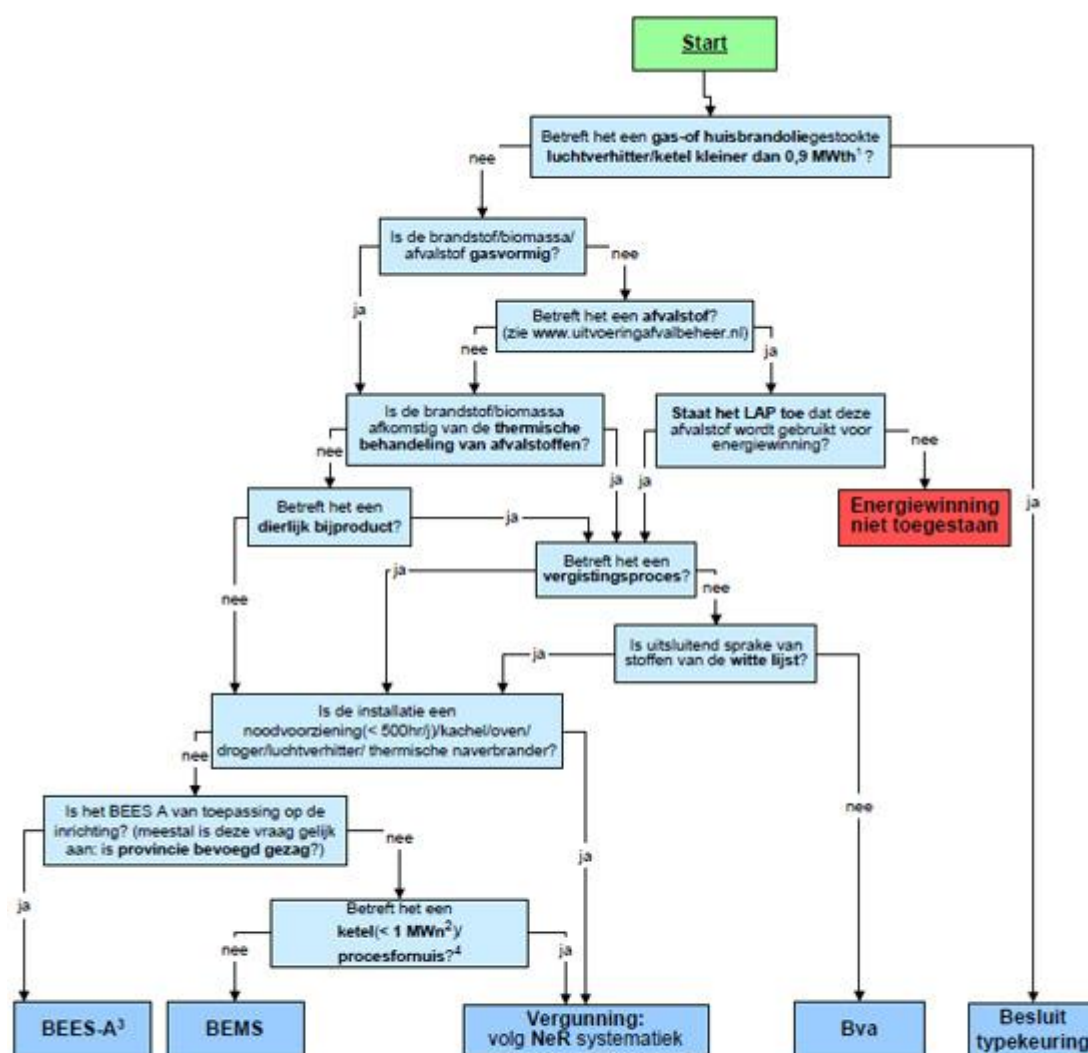 Start
Betreft het een gas-of huisbrandoliegestookte
luchtverhitter/ketel kleiner dan 0,9 MWth¹ ?
nee
Is de brandstof/biomassa/
afvalstof gasvormig?
nee
ja
Betreft het een afvalstof?
(zie www.uitvoeringafvalbeheer.nl)
nee
ja
Is de brandstof/biomassa
afkomstig van de thermische
behandeling van afvalstoffen?
Staat het LAP toe dat deze
afvalstof wordt gebruikt voor
energiewinning?
nee
nee
ja
ja
Betreft het een
dierlijk bijproduct?
Energiewinning
niet toegestaan
ja
ja
Betreft het een
vergistingsproces?
ja
nee
nee
Is uitsluitend sprake van
stoffen van de witte lijst?
ja
Is de installatie een
noodvoorziening(< 500hr/j)/kachel/oven/
droger/luchtverhitter/ thermische naverbrander?
nee
nee
Is het BEES A van toepassing op de
inrichting? (meestal is deze vraag gelijk
aan: is provincie bevoegd gezag?)
nee
ja
ja
Betreft het een
ketel(< 1 MWn²)/
procesfornuis?⁴
nee
ja
BEES-A³
BEMS
Vergunning:
volg NeR systematiek
Bva
Besluit
typekeuring